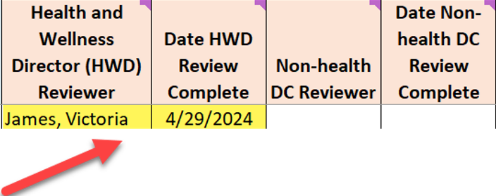 Health and
Wellness
Director (HWD)
Reviewer
Date HWD
Review
Complete
Non-health
DC Reviewer
Date Non-
health DC
Review
Complete
James, Victoria
4/29/2024